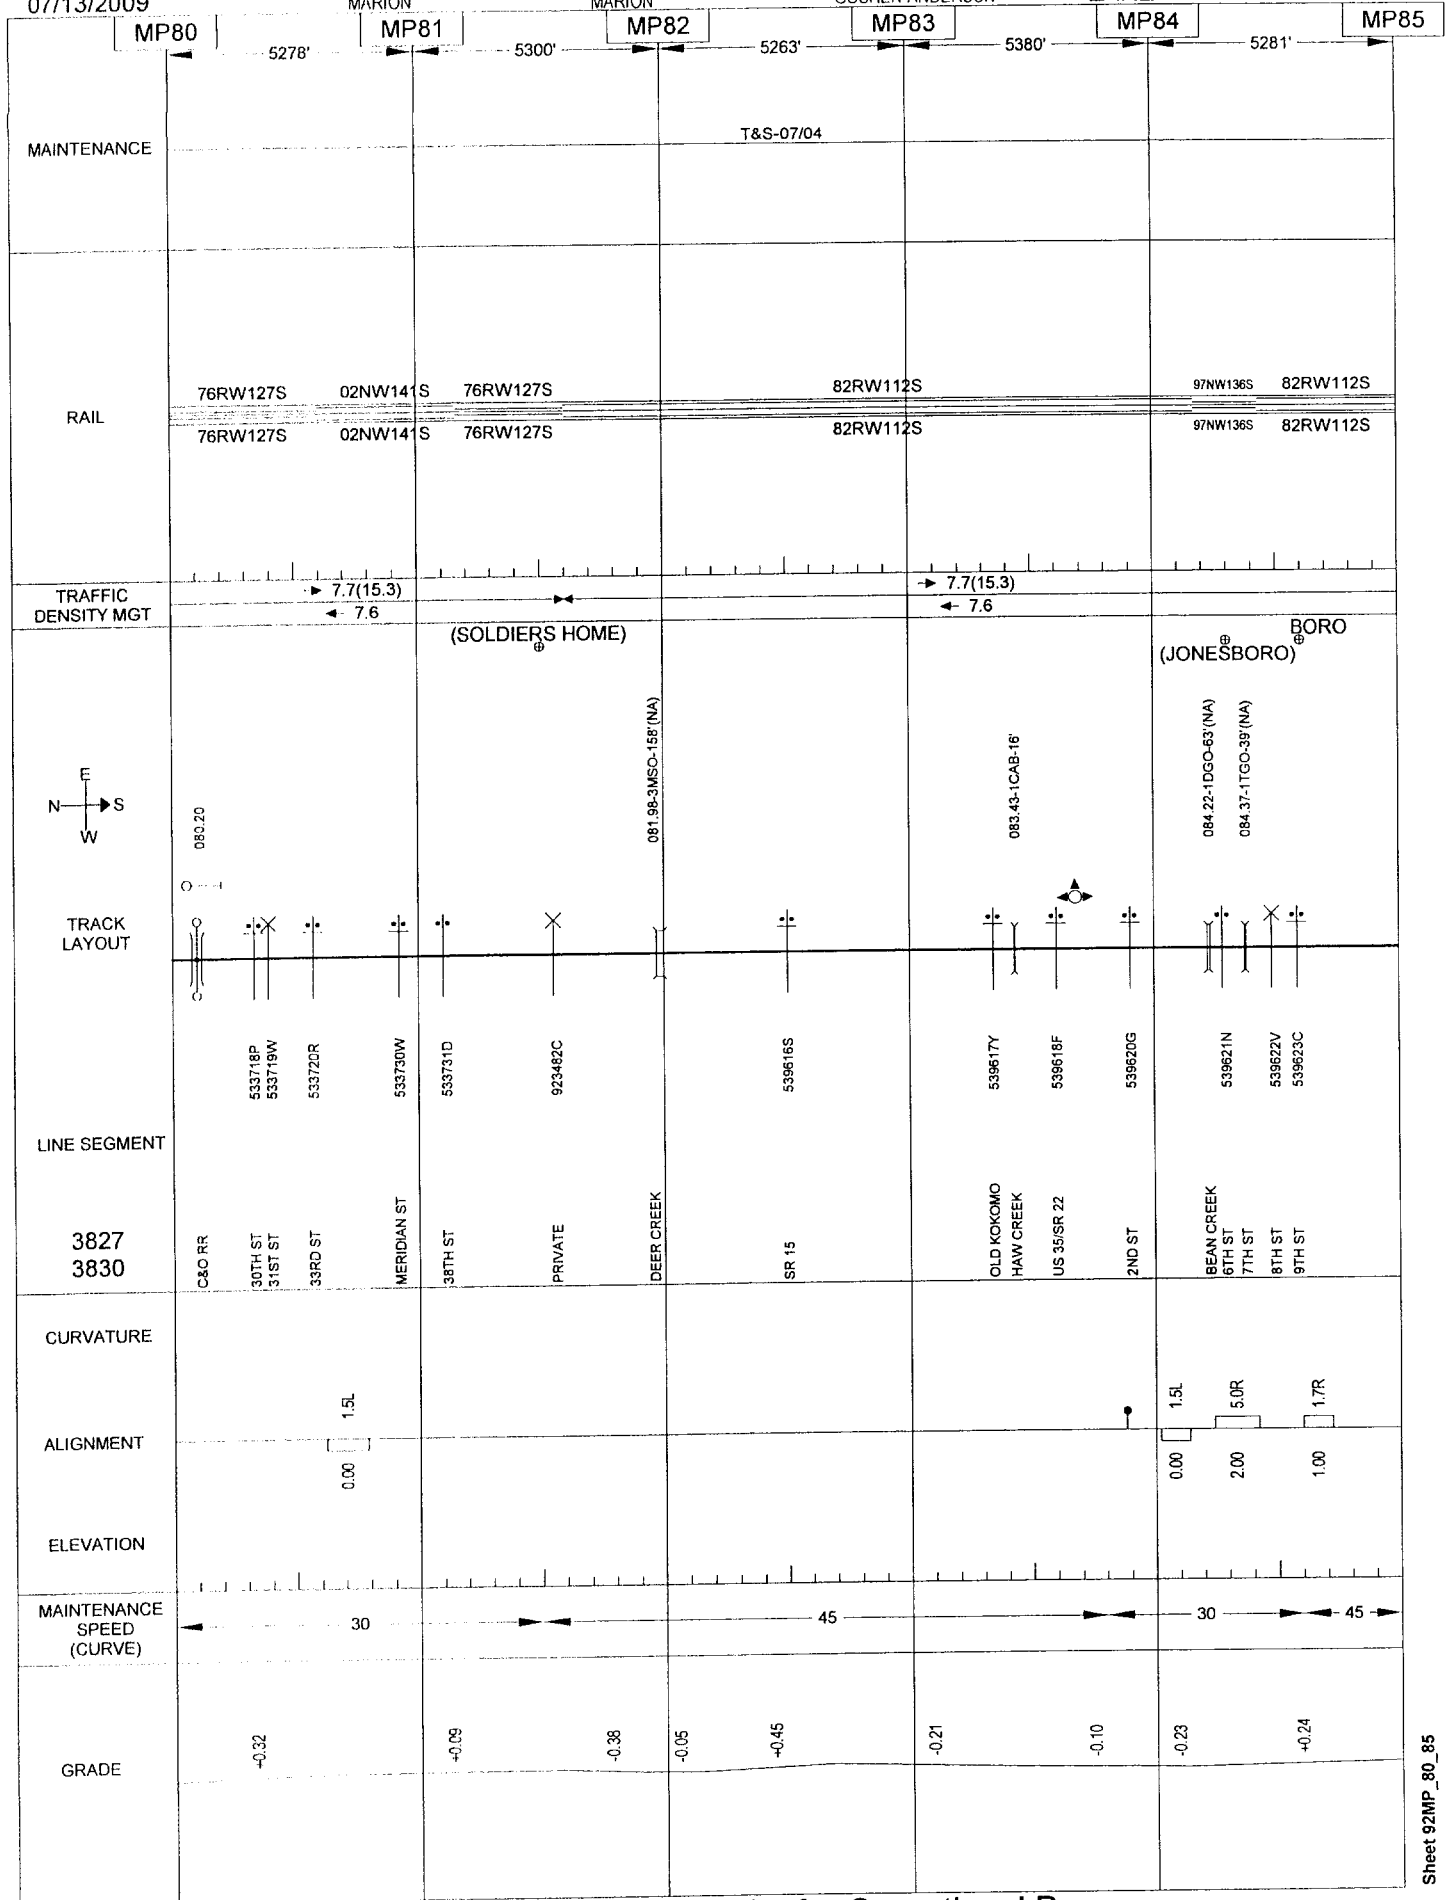 07/13/2009
MARION
MARION
MP80
MP81
MP82
MP83
MP84
MP85
5278'
5300'
5263'
5380'
5281'
MAINTENANCE
T&S-07/04
RAIL
76RW127S
02NW141S
76RW127S
82RW112S
97NW136S
82RW112S
76RW127S
02NW141S
76RW127S
82RW112S
97NW136S
82RW112S
TRAFFIC
DENSITY MGT
7.7(15.3)
7.6
7.7(15.3)
7.6
(SOLDIERS HOME)
BORO
(JONESBORO)
E
N
S
W
080.20
081.98-3MSO-158'(NA)
083.43-1CAB-16'
084.22-1DGO-63'(NA)
084.37-1TGO-39'(NA)
TRACK
LAYOUT
533718P
533719W
533720R
533730W
533731D
923482C
539616S
539617Y
539618F
539620G
539621N
539622V
539623C
LINE SEGMENT
3827
3830
C&O RR
30TH ST
31ST ST
33RD ST
MERIDIAN ST
38TH ST
PRIVATE
DEER CREEK
SR 15
OLD KOKOMO
HAW CREEK
US 35/SR 22
2ND ST
BEAN CREEK
6TH ST
7TH ST
8TH ST
9TH ST
CURVATURE
1.5L
1.5L
5.0R
1.7R
ALIGNMENT
0.00
0.00
2.00
1.00
ELEVATION
MAINTENANCE
SPEED
(CURVE)
30
45
30
45
GRADE
+0.32
+0.09
-0.38
-0.05
+0.45
-0.21
-0.10
-0.23
+0.24
Sheet 92MP_80_85